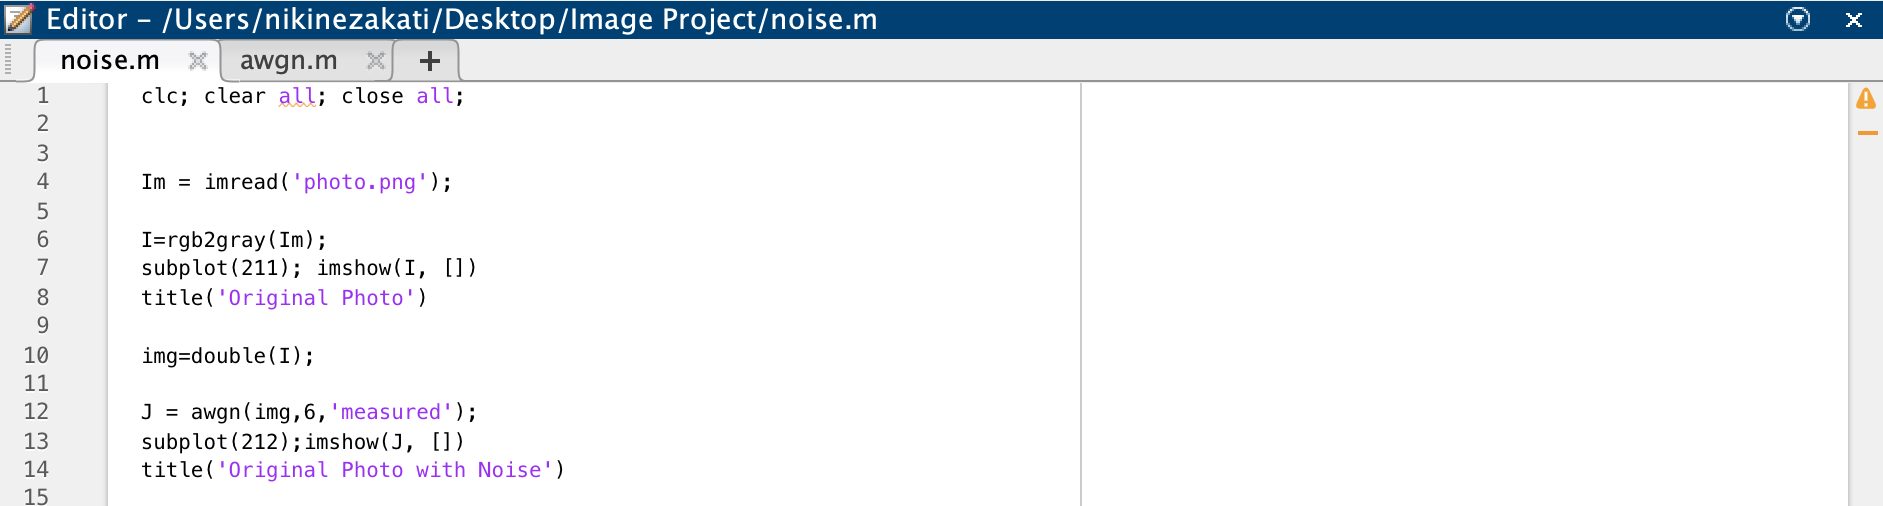 Editor – /Users/nikinezakati/Desktop/Image Project/noise.m
noise.m awgn.m +
1 clc; clear all; close all;
2
3
4 Im = imread('photo.png');
5
6 I=rgb2gray(Im);
7 subplot(211); imshow(I, [])
8 title('Original Photo')
9
10 img=double(I);
11
12 J = awgn(img,6,'measured');
13 subplot(212);imshow(J, [])
14 title('Original Photo with Noise')
15